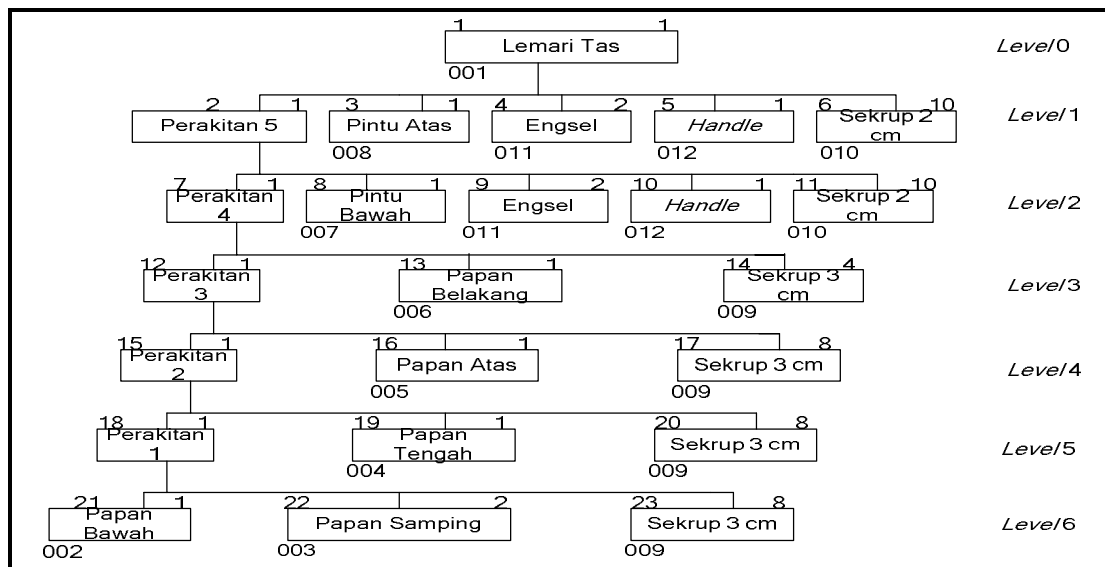 1 1
Lemari Tas
Level 0
001
2 1 3 1 4 2 5 1 6 10
Perakitan 5 Pintu Atas Engsel Handle Sekrup 2 cm
Level 1
008 011 012 010
7 1 8 1 9 2 10 1 11 10
Perakitan 4 Pintu Bawah Engsel Handle Sekrup 2 cm
Level 2
007 011 012 010
12 1 13 1 14 4
Perakitan 3 Papan Belakang Sekrup 3 cm
Level 3
006 009
15 1 16 1 17 8
Perakitan 2 Papan Atas Sekrup 3 cm
Level 4
005 009
18 1 19 1 20 8
Perakitan 1 Papan Tengah Sekrup 3 cm
Level 5
004 009
21 1 22 2 23 8
Papan Bawah Papan Samping Sekrup 3 cm
Level 6
002 003 009